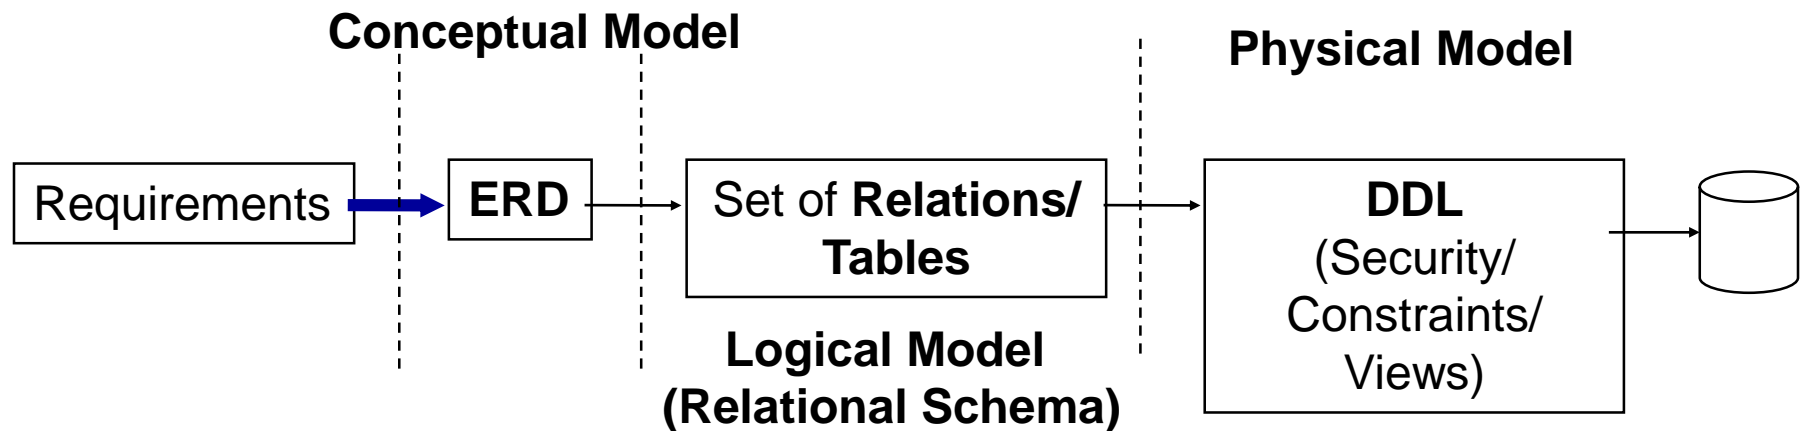 Conceptual Model
Physical Model
Requirements
ERD
Set of Relations/
Tables
Logical Model
(Relational Schema)
DDL
(Security/
Constraints/
Views)